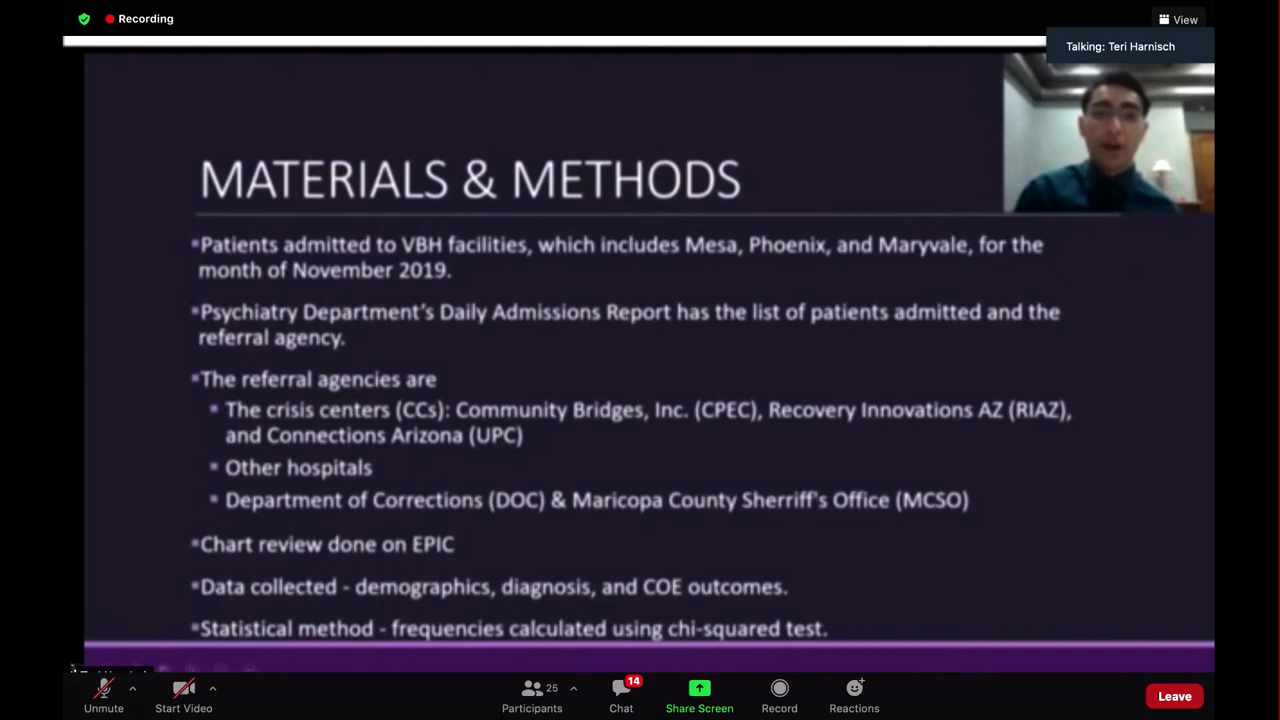 Recording
View
Talking: Teri Harnisch
MATERIALS & METHODS
▪Patients admitted to VBH facilities, which includes Mesa, Phoenix, and Maryvale, for the
month of November 2019.
▪Psychiatry Department's Daily Admissions Report has the list of patients admitted and the
referral agency.
▪The referral agencies are
▪ The crisis centers (CCs): Community Bridges, Inc. (CPEC), Recovery Innovations AZ (RIAZ),
and Connections Arizona (UPC)
▪ Other hospitals
▪ Department of Corrections (DOC) & Maricopa County Sherriff's Office (MCSO)
▪Chart review done on EPIC
▪Data collected - demographics, diagnosis, and COE outcomes.
▪Statistical method - frequencies calculated using chi-squared test.
25
14
Unmute
Start Video
Participants
Chat
Share Screen
Record
Reactions
Leave